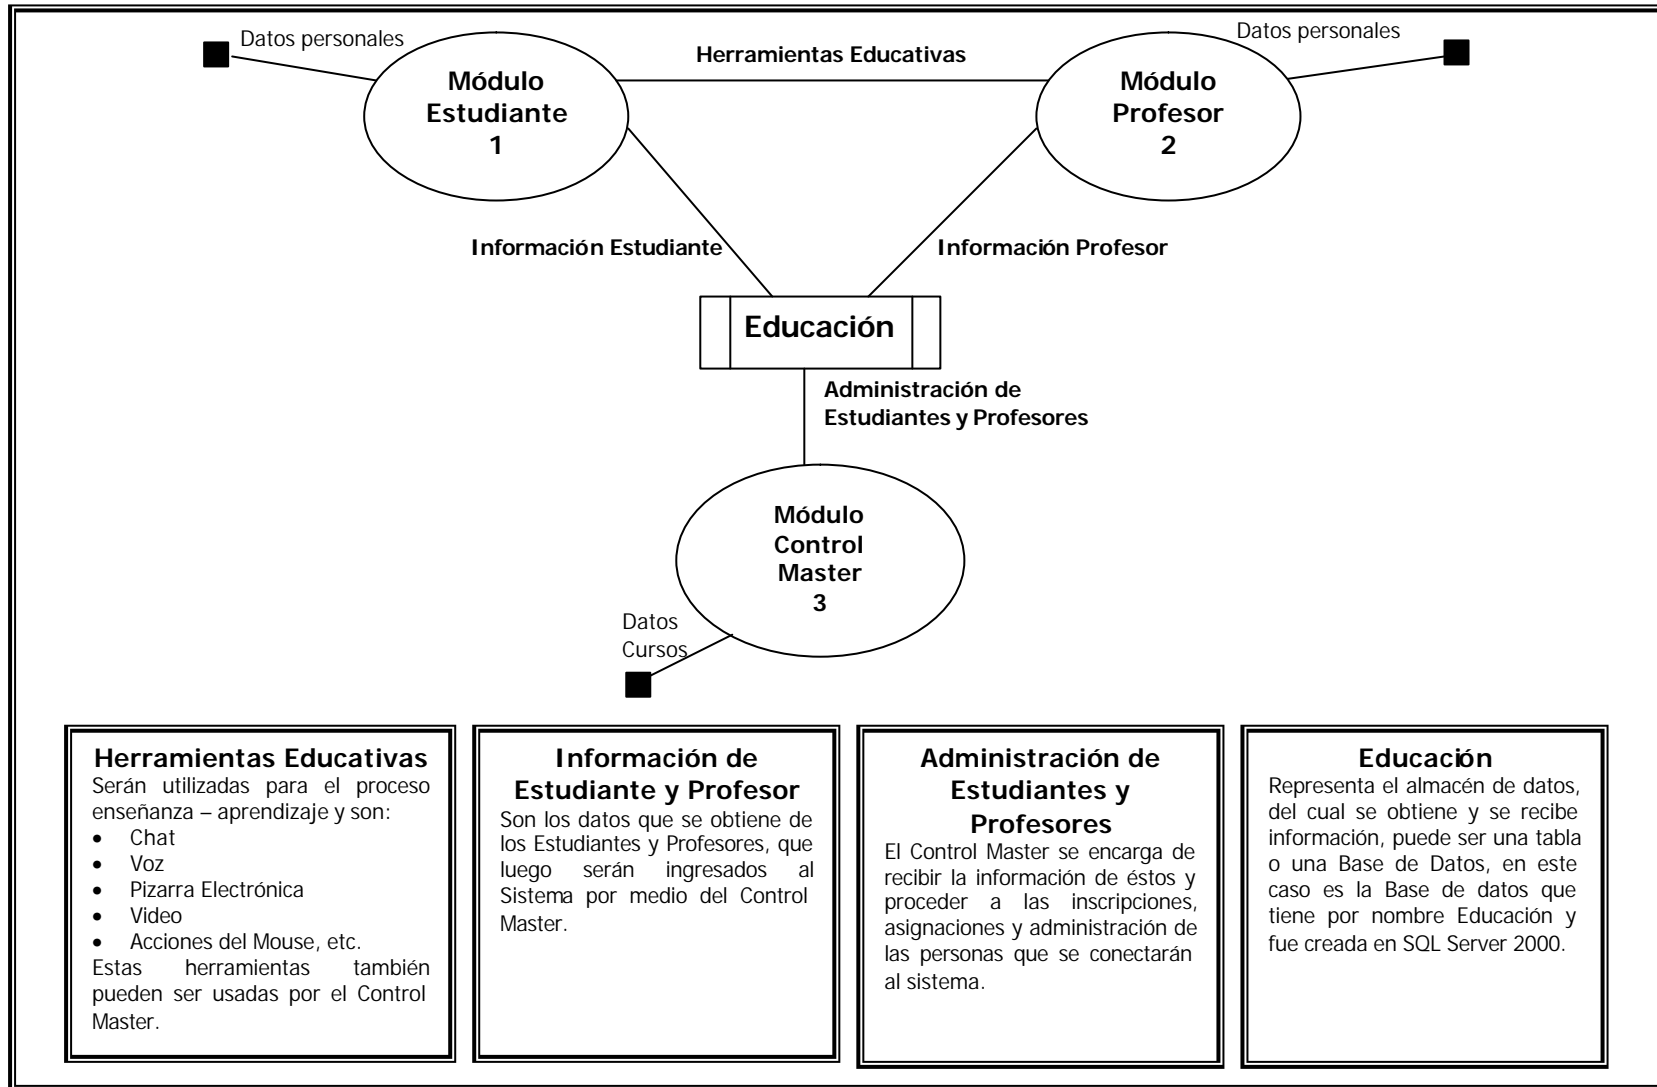 Datos personales
Herramientas Educativas
Datos personales
Módulo
Estudiante
1
Módulo
Profesor
2
Información Estudiante
Información Profesor
Educación
Administración de
Estudiantes y Profesores
Módulo
Control
Master
3
Datos
Cursos
Herramientas Educativas
Serán utilizadas para el proceso
enseñanza – aprendizaje y son:
• Chat
• Voz
• Pizarra Electrónica
• Video
• Acciones del Mouse, etc.
Estas herramientas también
pueden ser usadas por el Control
Master.
Información de
Estudiante y Profesor
Son los datos que se obtiene de
los Estudiantes y Profesores, que
luego serán ingresados al
Sistema por medio del Control
Master.
Administración de
Estudiantes y
Profesores
El Control Master se encarga de
recibir la información de éstos y
proceder a las inscripciones,
asignaciones y administración de
las personas que se conectarán
al sistema.
Educación
Representa el almacén de datos,
del cual se obtiene y se recibe
información, puede ser una tabla
o una Base de Datos, en este
caso es la Base de datos que
tiene por nombre Educación y
fue creada en SQL Server 2000.